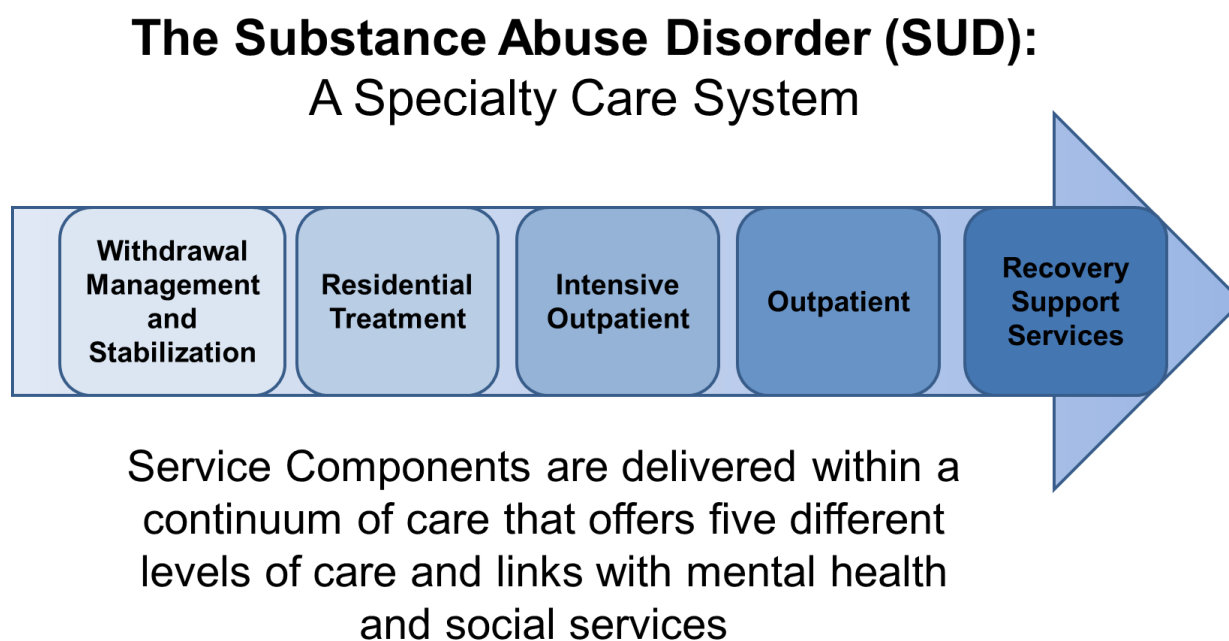 The Substance Abuse Disorder (SUD):
A Specialty Care System
Withdrawal
Management
and
Stabilization
Residential
Treatment
Intensive
Outpatient
Outpatient
Recovery
Support
Services
Service Components are delivered within a
continuum of care that offers five different
levels of care and links with mental health
and social services